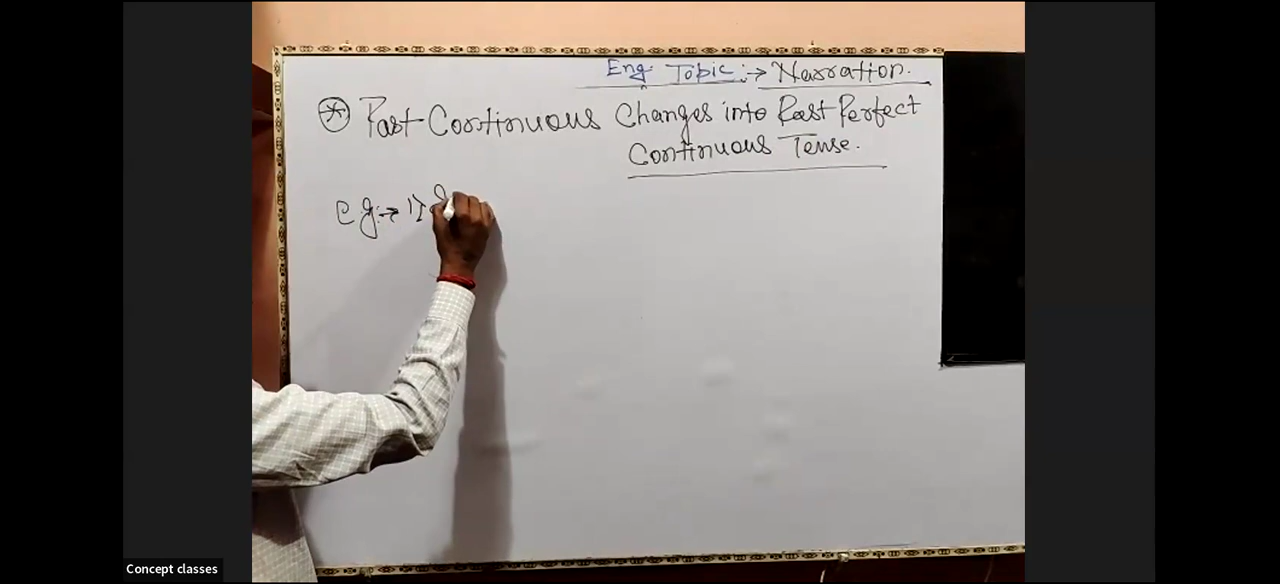 Eng. Topic :→ Narration.
Past Continuous Changes into Past Perfect
Continuous Tense.
e.g.→ 1)
Concept classes